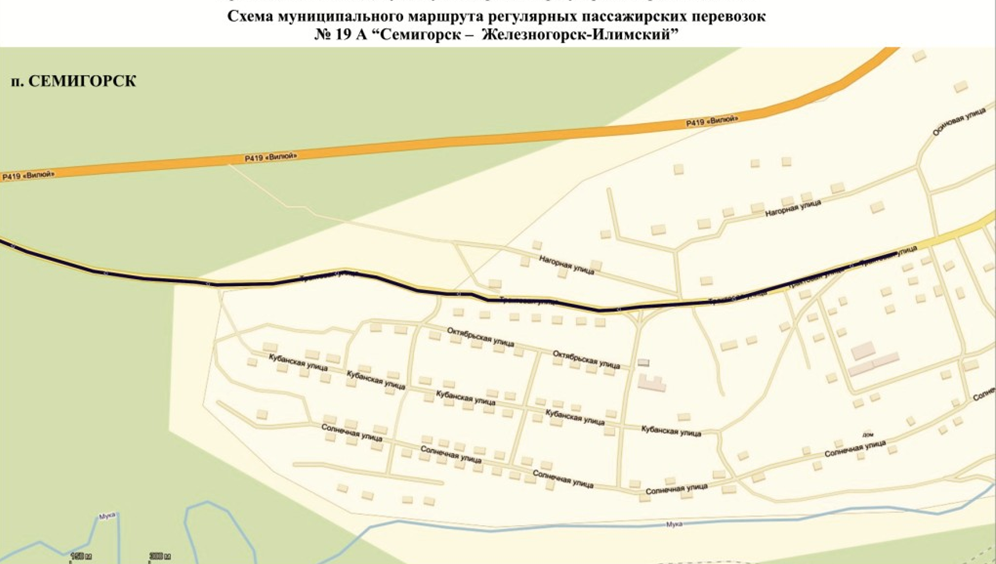 Схема муниципального маршрута регулярных пассажирских перевозок
№ 19 А “Семигорск – Железногорск-Илимский”
п. СЕМИГОРСК
Р419 «Вилюй»
Р419 «Вилюй»
Р419 «Вилюй»
Осиновая улица
Нагорная улица
Нагорная улица
улица
Октябрьская улица
Октябрьская улица
Кубанская улица
Кубанская улица
Кубанская улица
Кубанская улица
Кубанская улица
Солнечная улица
Солнечная улица
Солнечная улица
Солнечная улица
Солнечная улица
Дом
Мука
Мука